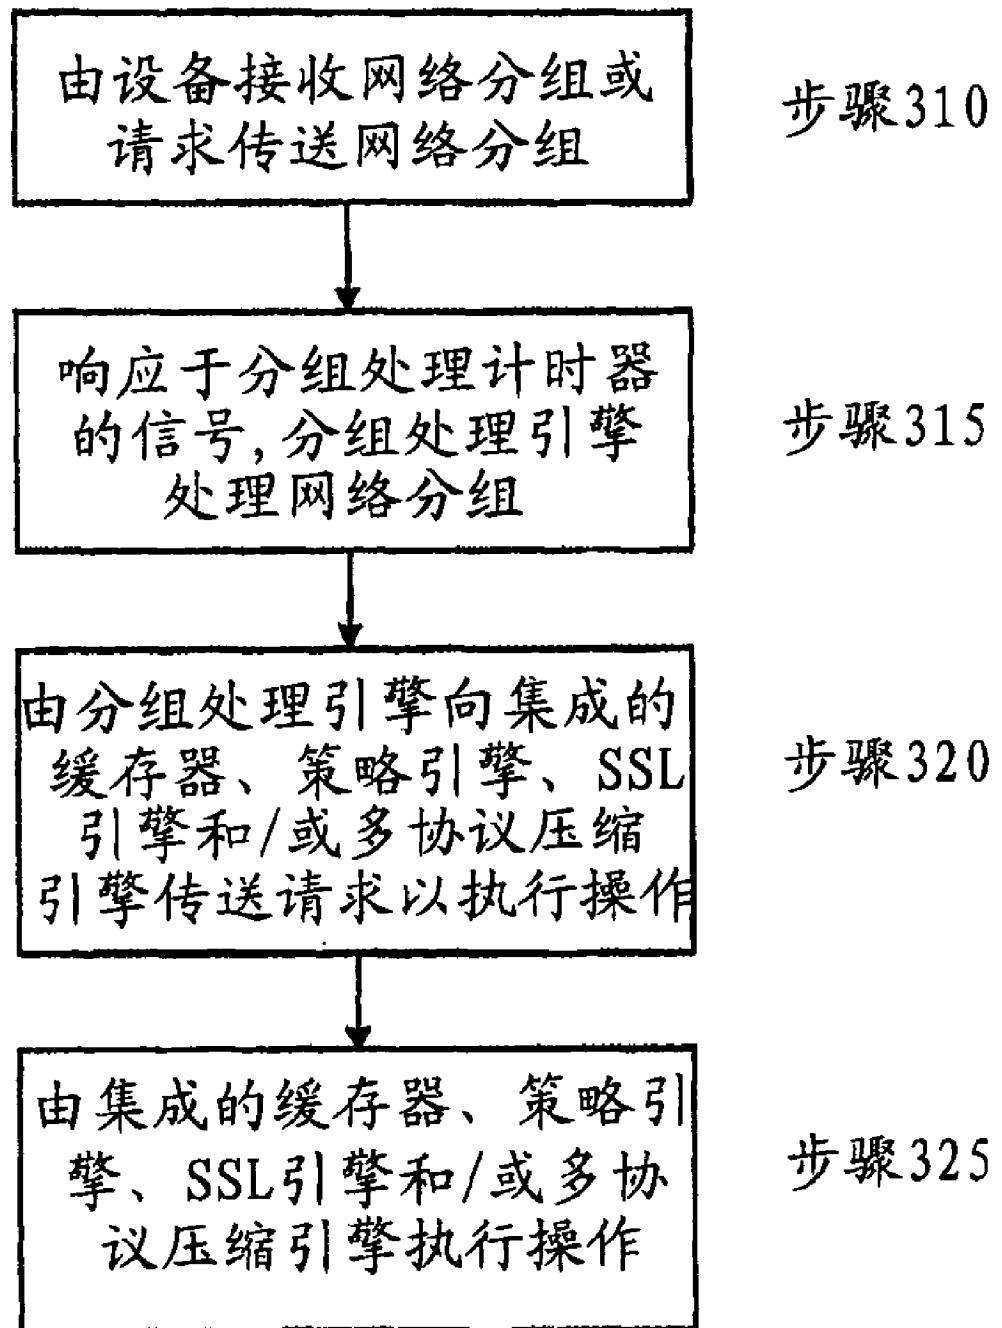 由设备接收网络分组或
请求传送网络分组
步骤310
响应于分组处理计时器
的信号,分组处理引擎
处理网络分组
步骤315
由分组处理引擎向集成的
缓存器、策略引擎、SSL
引擎和/或多协议压缩
引擎传送请求以执行操作
步骤320
由集成的缓存器、策略引
擎、SSL引擎和/或多协
议压缩引擎执行操作
步骤325